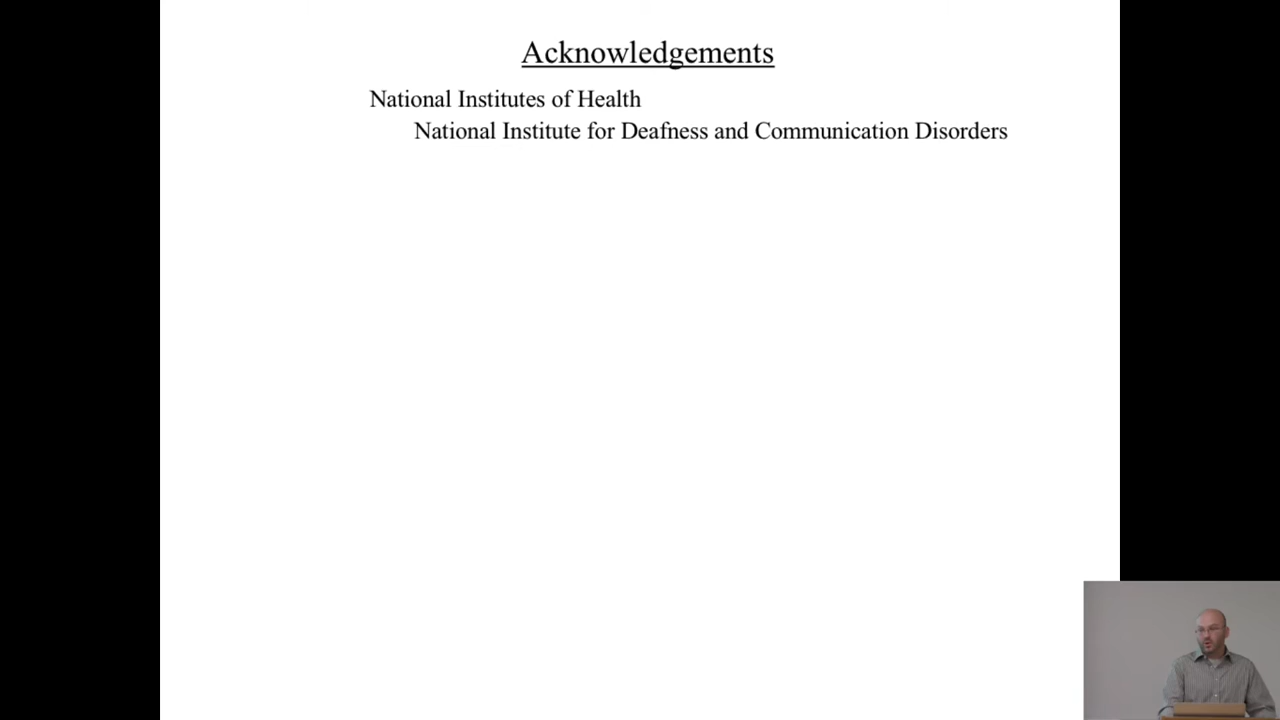 Acknowledgements
National Institutes of Health
National Institute for Deafness and Communication Disorders